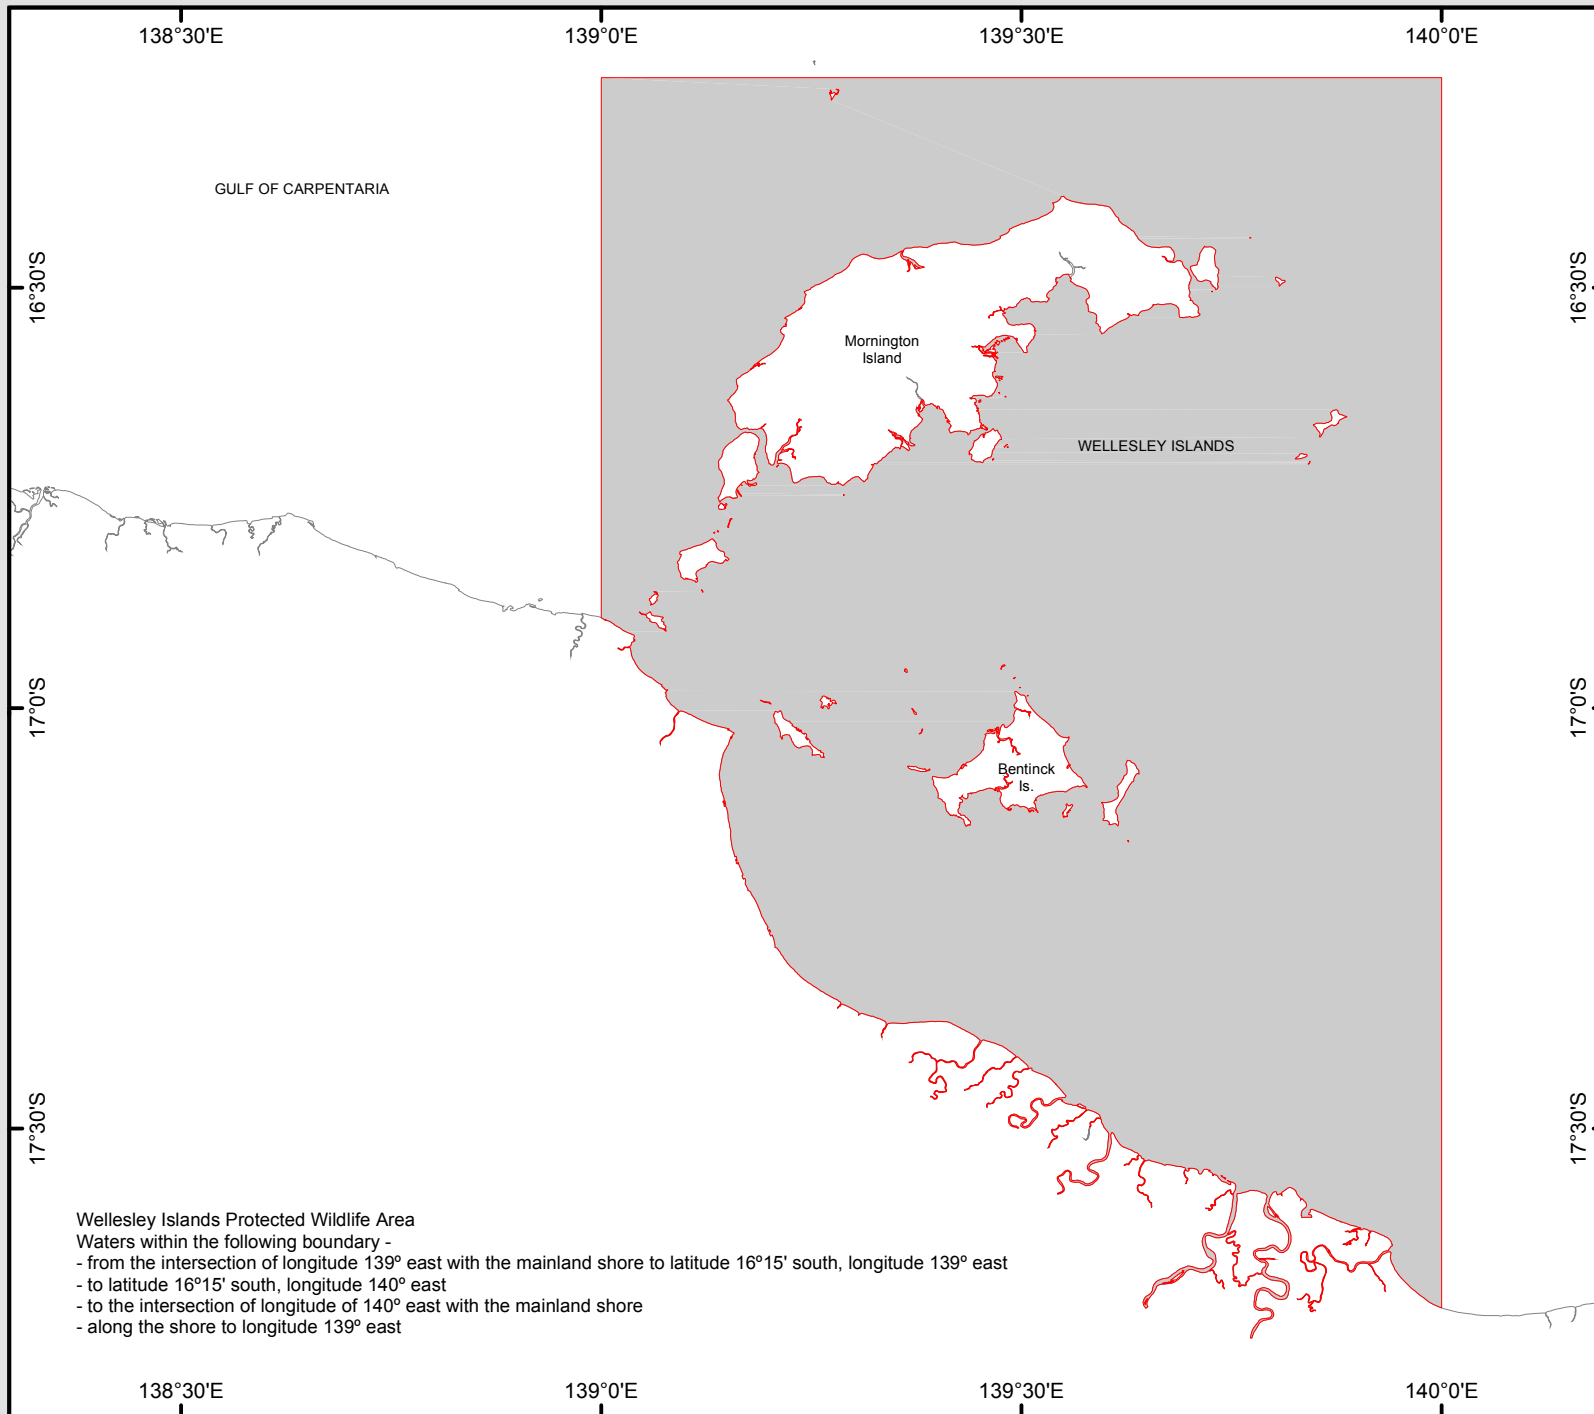 138°30'E 139°0'E 139°30'E 140°0'E
GULF OF CARPENTARIA
16°30'S 16°30'S
Mornington
Island
WELLESLEY ISLANDS
17°0'S 17°0'S
Bentinck
Is.
17°30'S 17°30'S
Wellesley Islands Protected Wildlife Area
Waters within the following boundary -
- from the intersection of longitude 139º east with the mainland shore to latitude 16º15' south, longitude 139º east
- to latitude 16º15' south, longitude 140º east
- to the intersection of longitude of 140º east with the mainland shore
- along the shore to longitude 139º east
138°30'E 139°0'E 139°30'E 140°0'E